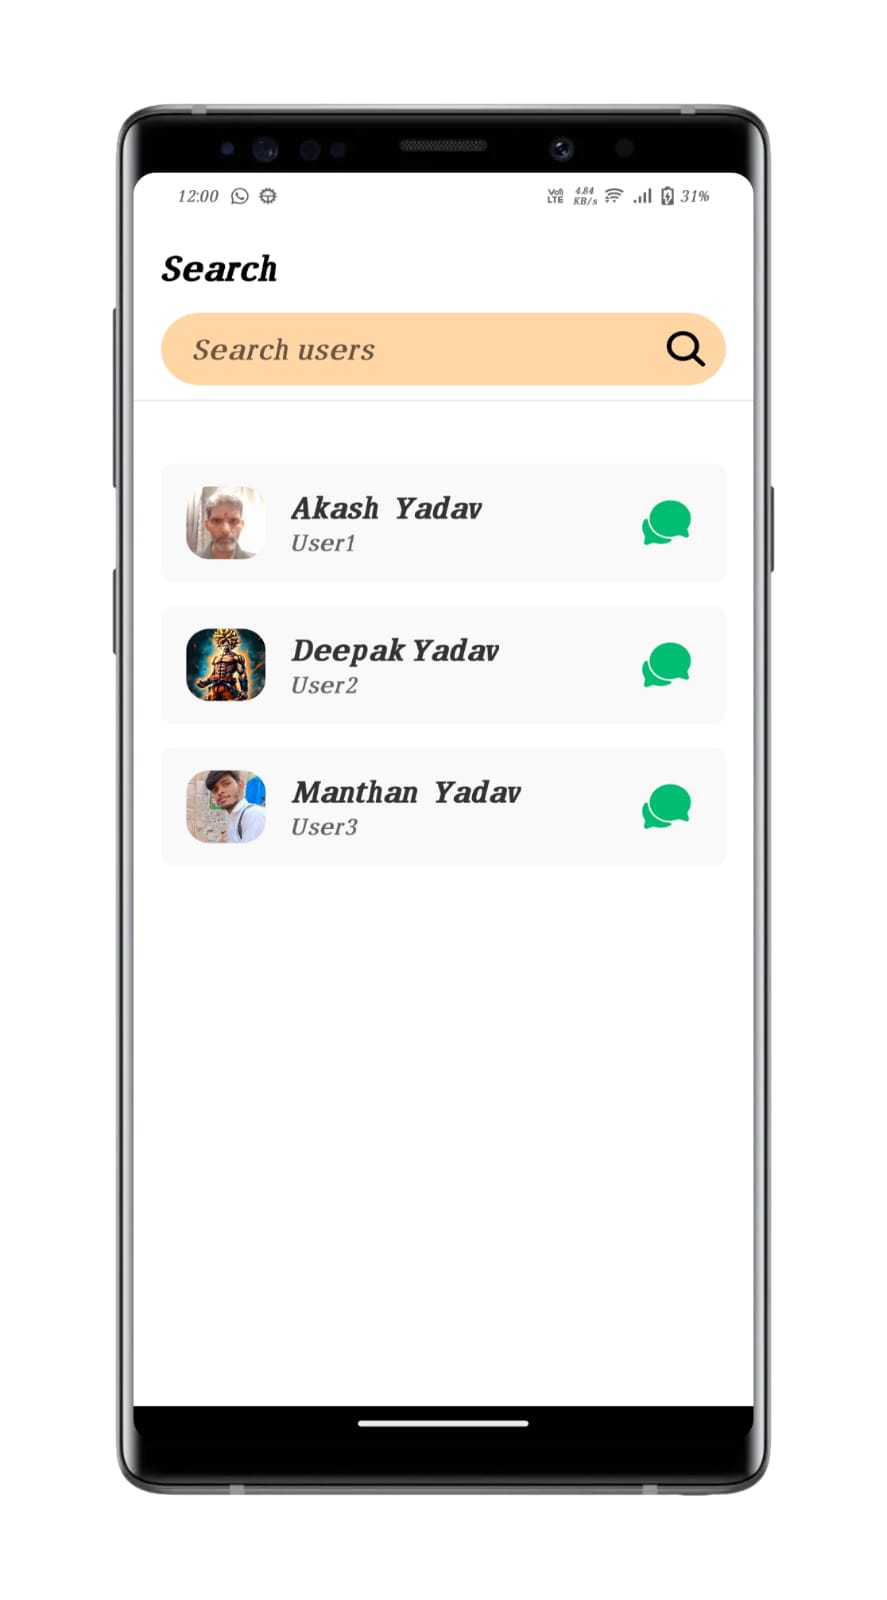 12:00 VoD LTE 4.84 KB/s 31%
Search
Search users
Akash Yadav
User1
Deepak Yadav
User2
Manthan Yadav
User3